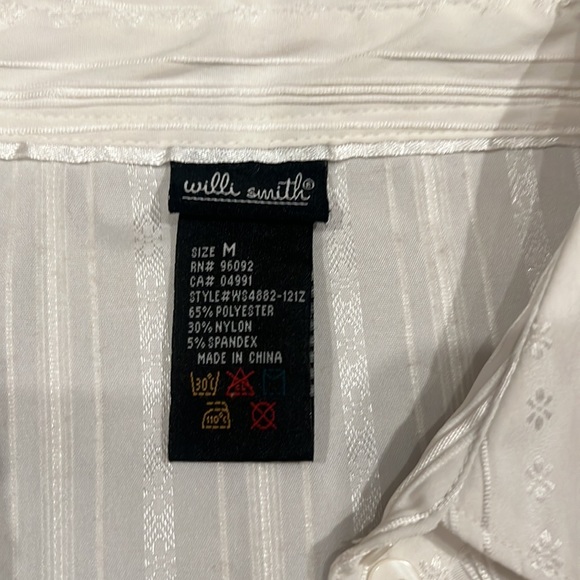 willi smith®
SIZE M
RN# 96092
CA# 04991
STYLE#WS4882-121Z
65% POLYESTER
30% NYLON
5% SPANDEX
MADE IN CHINA
30°C
110°C